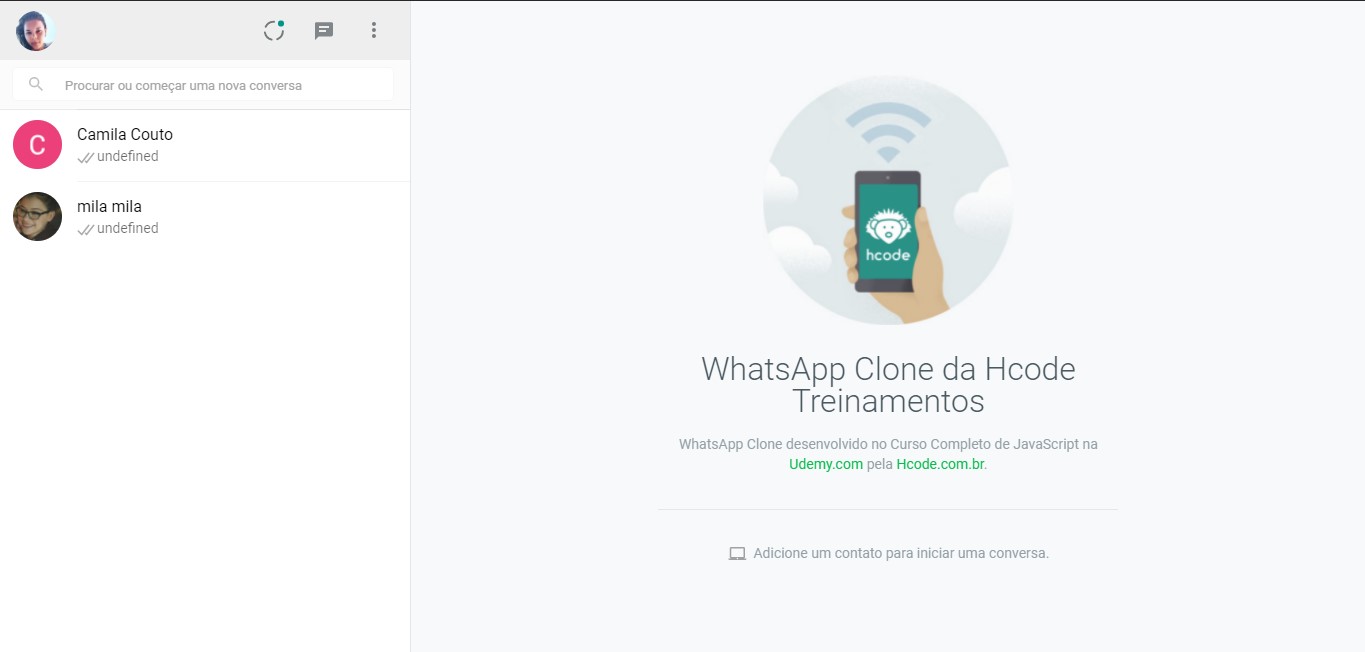 Procurar ou começar uma nova conversa
C
Camila Couto
undefined
mila mila
undefined
hcode
WhatsApp Clone da Hcode
Treinamentos
WhatsApp Clone desenvolvido no Curso Completo de JavaScript na
Udemy.com pela Hcode.com.br.
Adicione um contato para iniciar uma conversa.